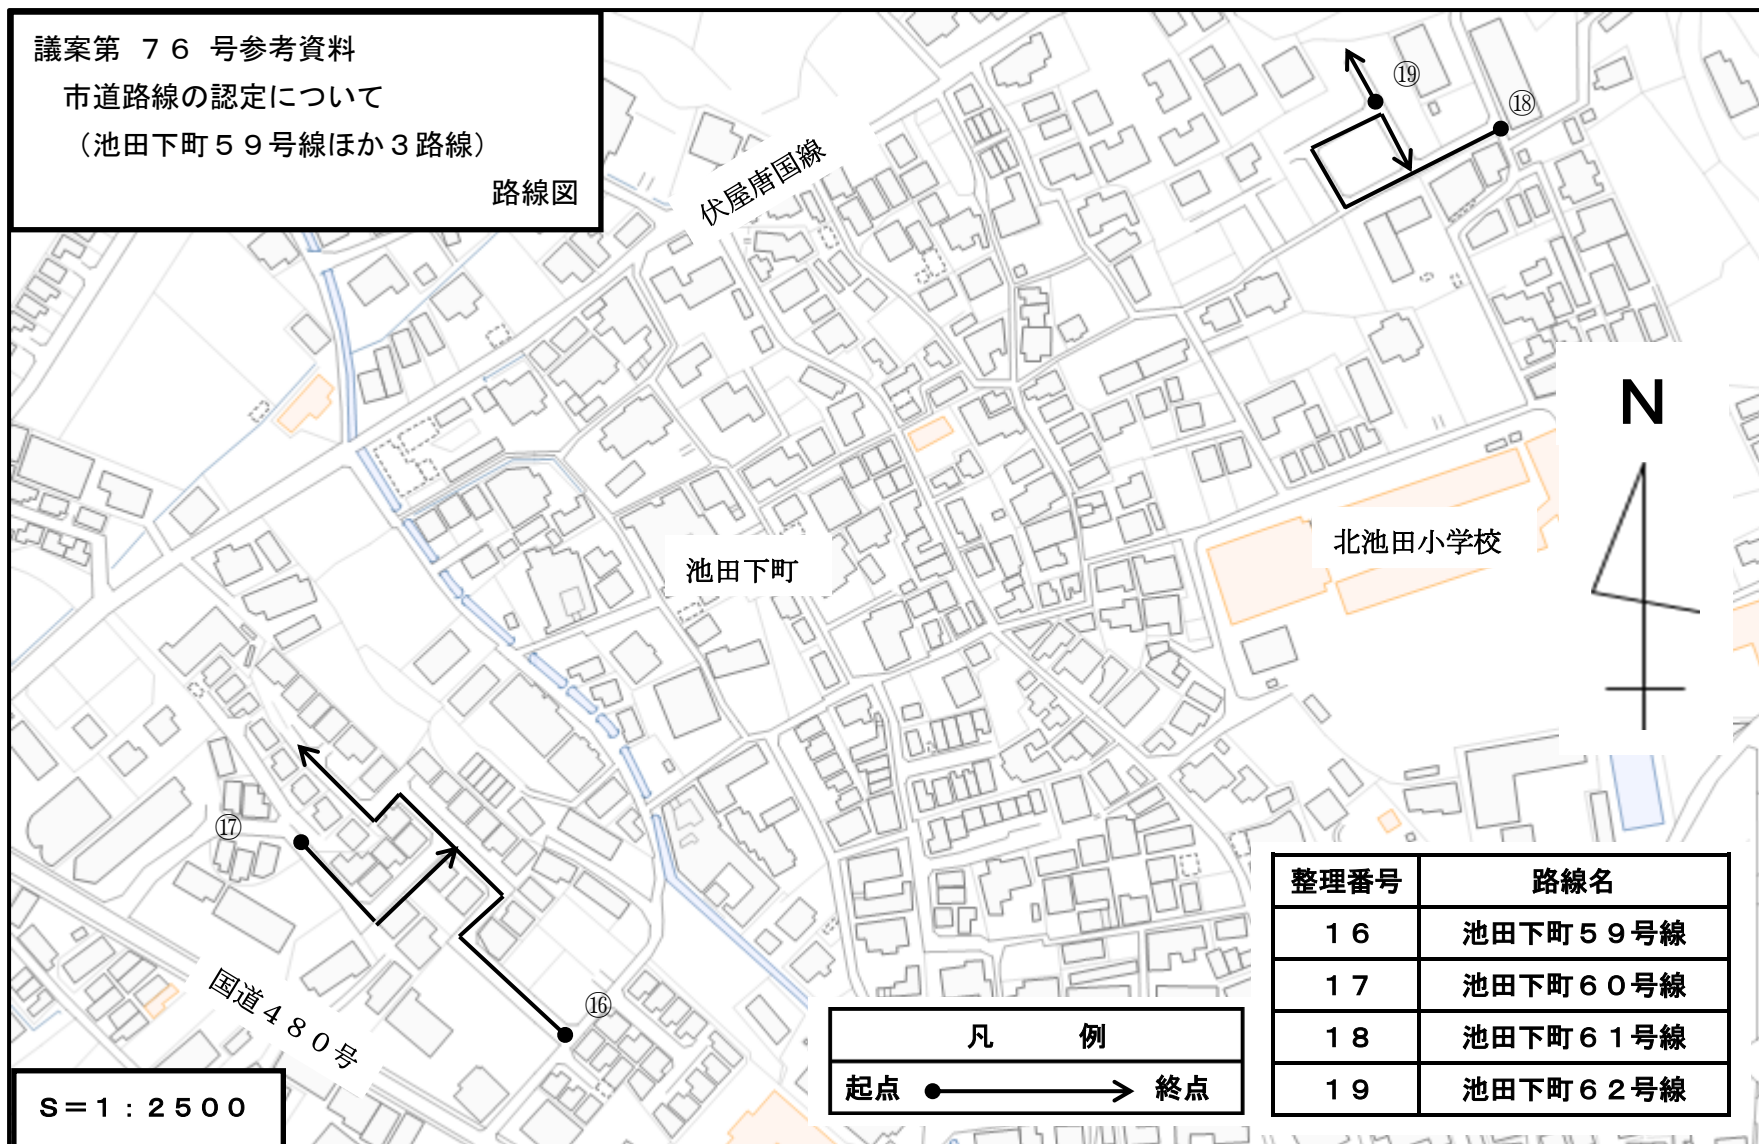 議案第 ７６ 号参考資料
市道路線の認定について
（池田下町５９号線ほか３路線）
路線図
伏屋唐国線
⑲
⑱
N
池田下町
北池田小学校
⑰
⑯
国道４８０号
整理番号 路線名
１６ 池田下町５９号線
１７ 池田下町６０号線
１８ 池田下町６１号線
１９ 池田下町６２号線
凡　例
起点 終点
Ｓ＝１：２５００